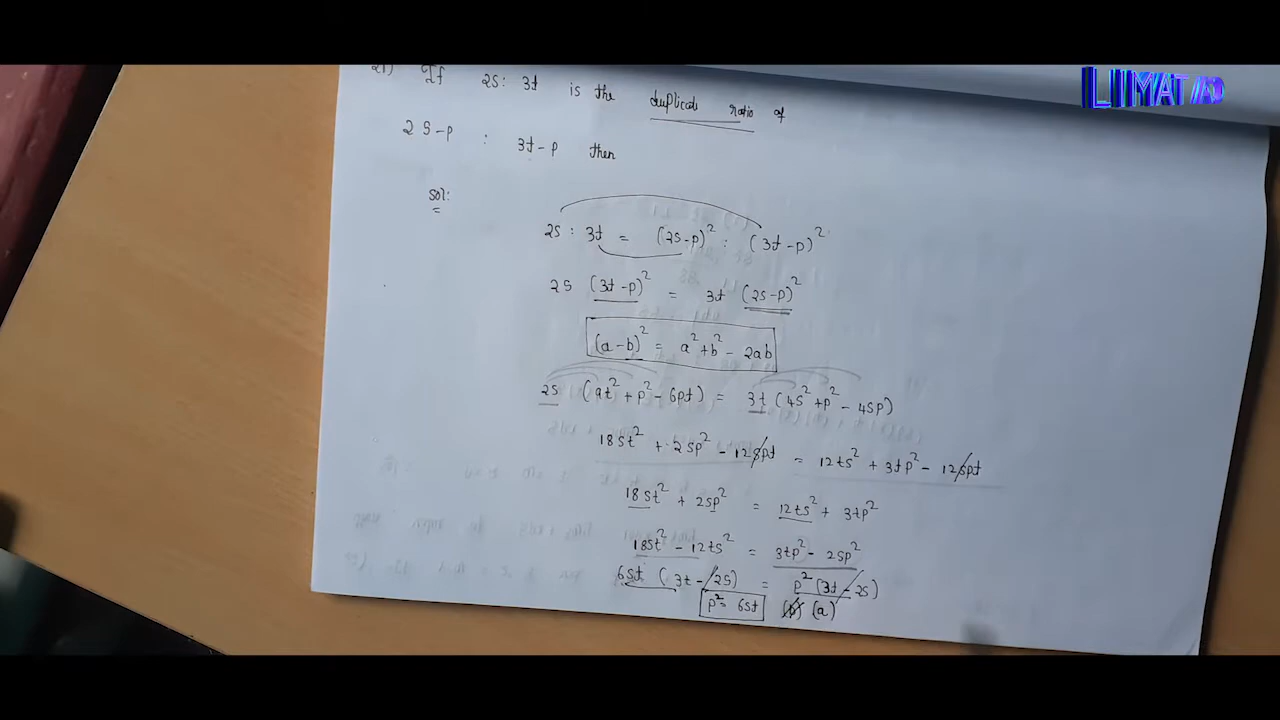 LIMAT
21) If 2s : 3t is the duplicate ratio of
2s-p : 3t-p then
Sol:
2s : 3t = (2s-p)² : (3t-p)²
2s (3t-p)² = 3t (2s-p)²
(a-b)² = a²+b²-2ab
2s (9t²+p²-6pt) = 3t (4s²+p²-4sp)
18st² + 2sp² - 12spt = 12ts² + 3tp² - 12spt
18st² + 2sp² = 12ts² + 3tp²
18st² - 12ts² = 3tp² - 2sp²
6st (3t-2s) = p² (3t-2s)
p² = 6st (a)